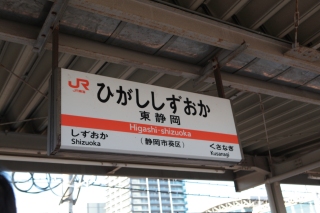 JR
ひがししずおか
東静岡
Higashi-shizuoka
しずおか
Shizuoka
(静岡市葵区)
くさなぎ
Kusanagi